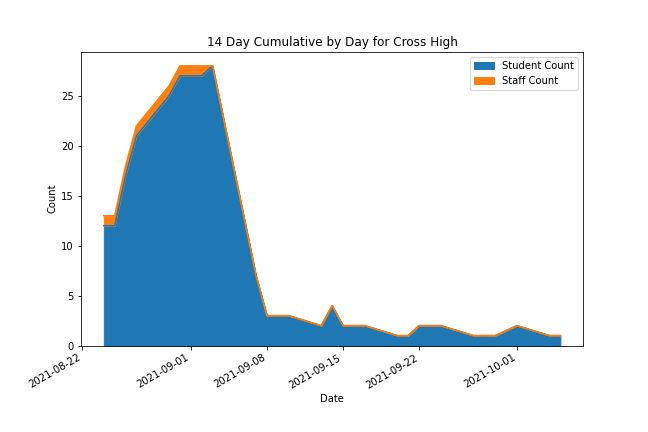 14 Day Cumulative by Day for Cross High
Student Count
Staff Count
25
20
15
10
5
0
Count
2021-08-22
2021-09-01
2021-09-08
2021-09-15
2021-09-22
2021-10-01
Date